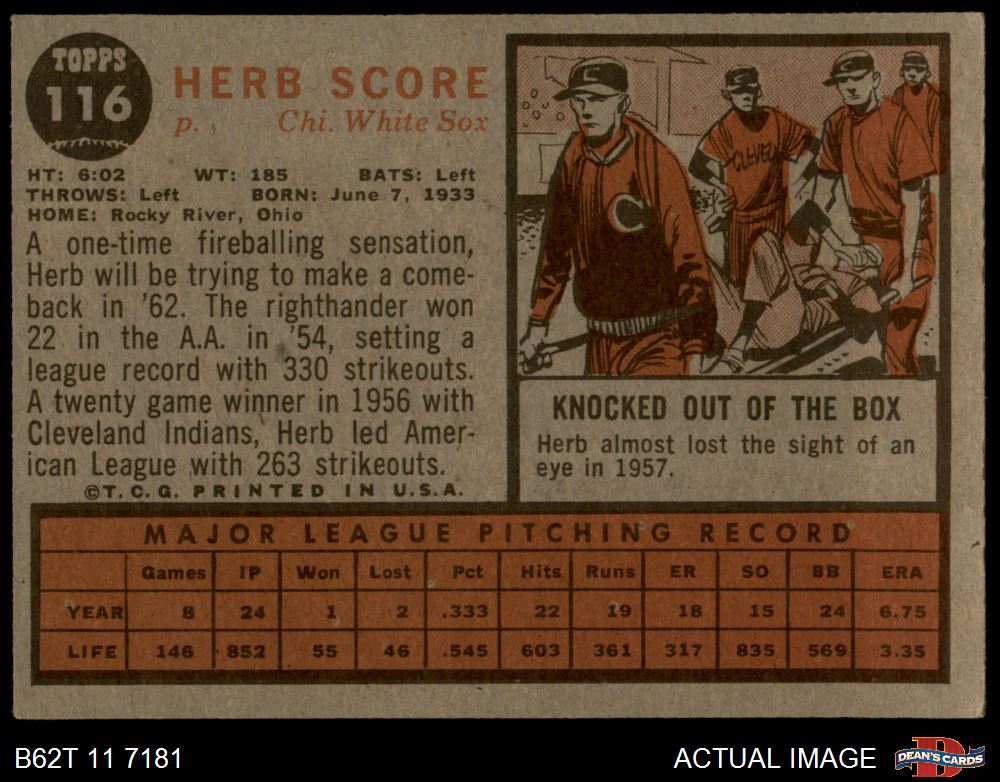 TOPPS
116
HERB SCORE
p. Chi. White Sox
HT: 6:02 WT: 185 BATS: Left
THROWS: Left BORN: June 7, 1933
HOME: Rocky River, Ohio
A one-time fireballing sensation,
Herb will be trying to make a come-
back in '62. The righthander won
22 in the A.A. in '54, setting a
league record with 330 strikeouts.
A twenty game winner in 1956 with
Cleveland Indians, Herb led Amer-
ican League with 263 strikeouts.
©T.C.G. PRINTED IN U.S.A.
C
C
C
C
CLEVEL
KNOCKED OUT OF THE BOX
Herb almost lost the sight of an
eye in 1957.
MAJOR LEAGUE PITCHING RECORD
Games IP Won Lost Pct Hits Runs ER SO BB ERA
YEAR 8 24 1 2 .333 22 19 18 15 24 6.75
LIFE 146 852 55 46 .545 603 361 317 835 569 3.35
B62T 11 7181
ACTUAL IMAGE
D
DEAN'S CARDS